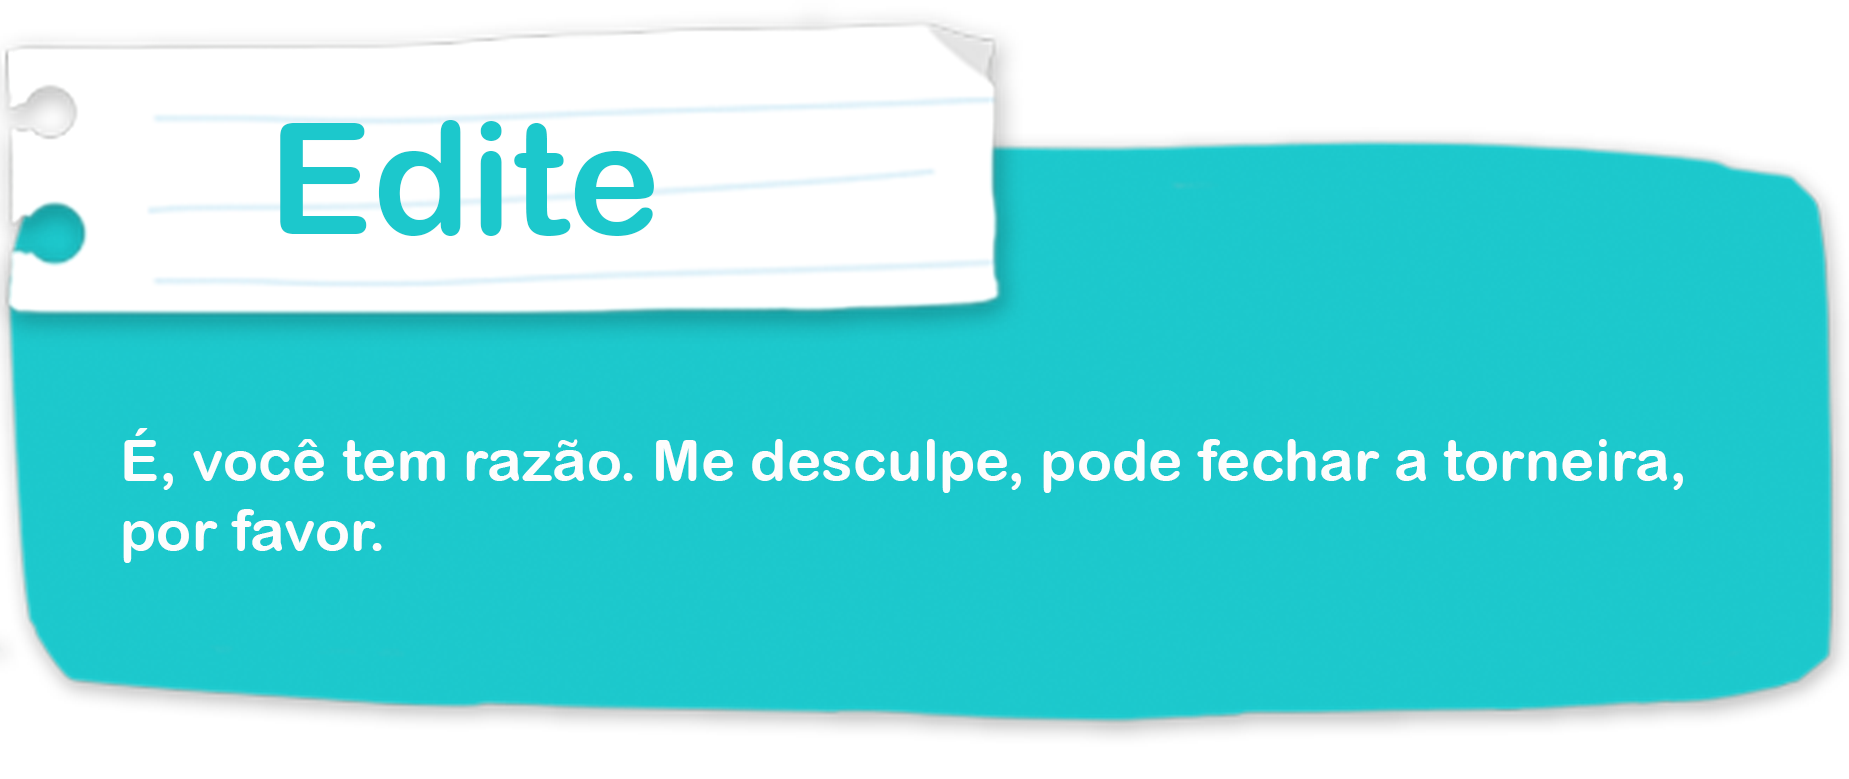 Edite
É, você tem razão. Me desculpe, pode fechar a torneira,
por favor.